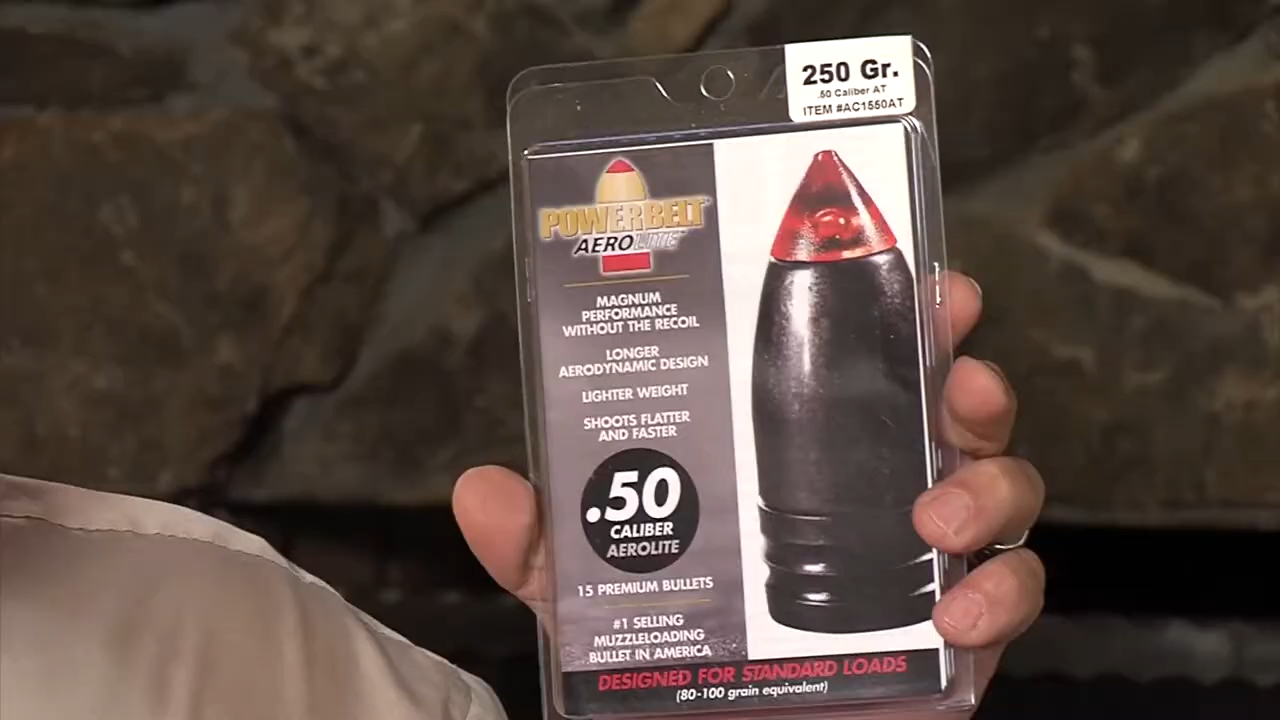 250 Gr.
.50 Caliber AT
ITEM #AC1550AT
POWERBELT
AEROLITE
MAGNUM
PERFORMANCE
WITHOUT THE RECOIL
LONGER
AERODYNAMIC DESIGN
LIGHTER WEIGHT
SHOOTS FLATTER
AND FASTER
.50
CALIBER
AEROLITE
15 PREMIUM BULLETS
#1 SELLING
MUZZLELOADING
BULLET IN AMERICA
DESIGNED FOR STANDARD LOADS
(80-100 grain equivalent)